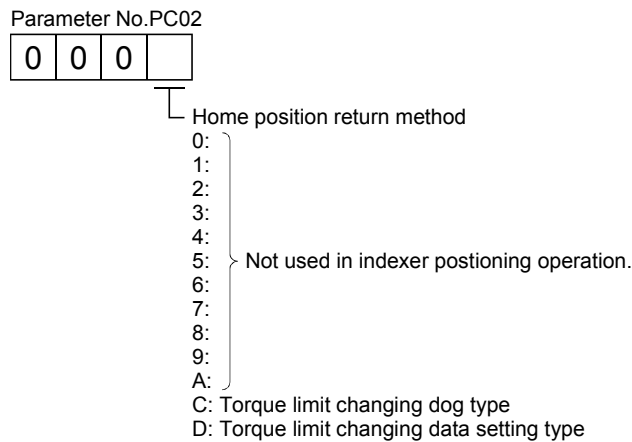 Parameter No.PC02
0 0 0
Home position return method
0:
1:
2:
3:
4:
5: Not used in indexer postioning operation.
6:
7:
8:
9:
A:
C: Torque limit changing dog type
D: Torque limit changing data setting type